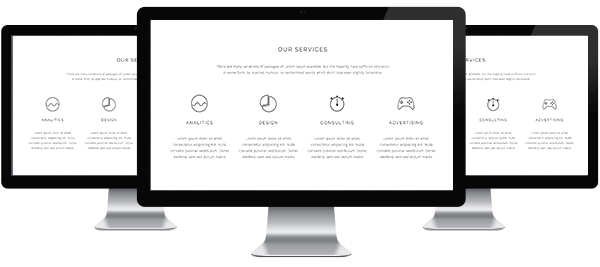 OUR SERVICES
There are many variations of passages of Lorem Ipsum available, but the majority have suffered alteration
in some form, by injected humour, or randomised words which don't look even slightly believable.
ANALITICS DESIGN CONSULTING ADVERTISING
Lorem ipsum dolor sit amet, Lorem ipsum dolor sit amet, Lorem ipsum dolor sit amet, Lorem ipsum dolor sit amet,
consectetur adipiscing elit. Nulla consectetur adipiscing elit. Nulla consectetur adipiscing elit. Nulla consectetur adipiscing elit. Nulla
convallis pulvinar vestibulum. Donec convallis pulvinar vestibulum. Donec convallis pulvinar vestibulum. Donec convallis pulvinar vestibulum. Donec
eleifend, sem sed dictum mattis eleifend, sem sed dictum mattis eleifend, sem sed dictum mattis eleifend, sem sed dictum mattis
OUR
ANALITICS DESIGN
CONSULTING ADVERTISING